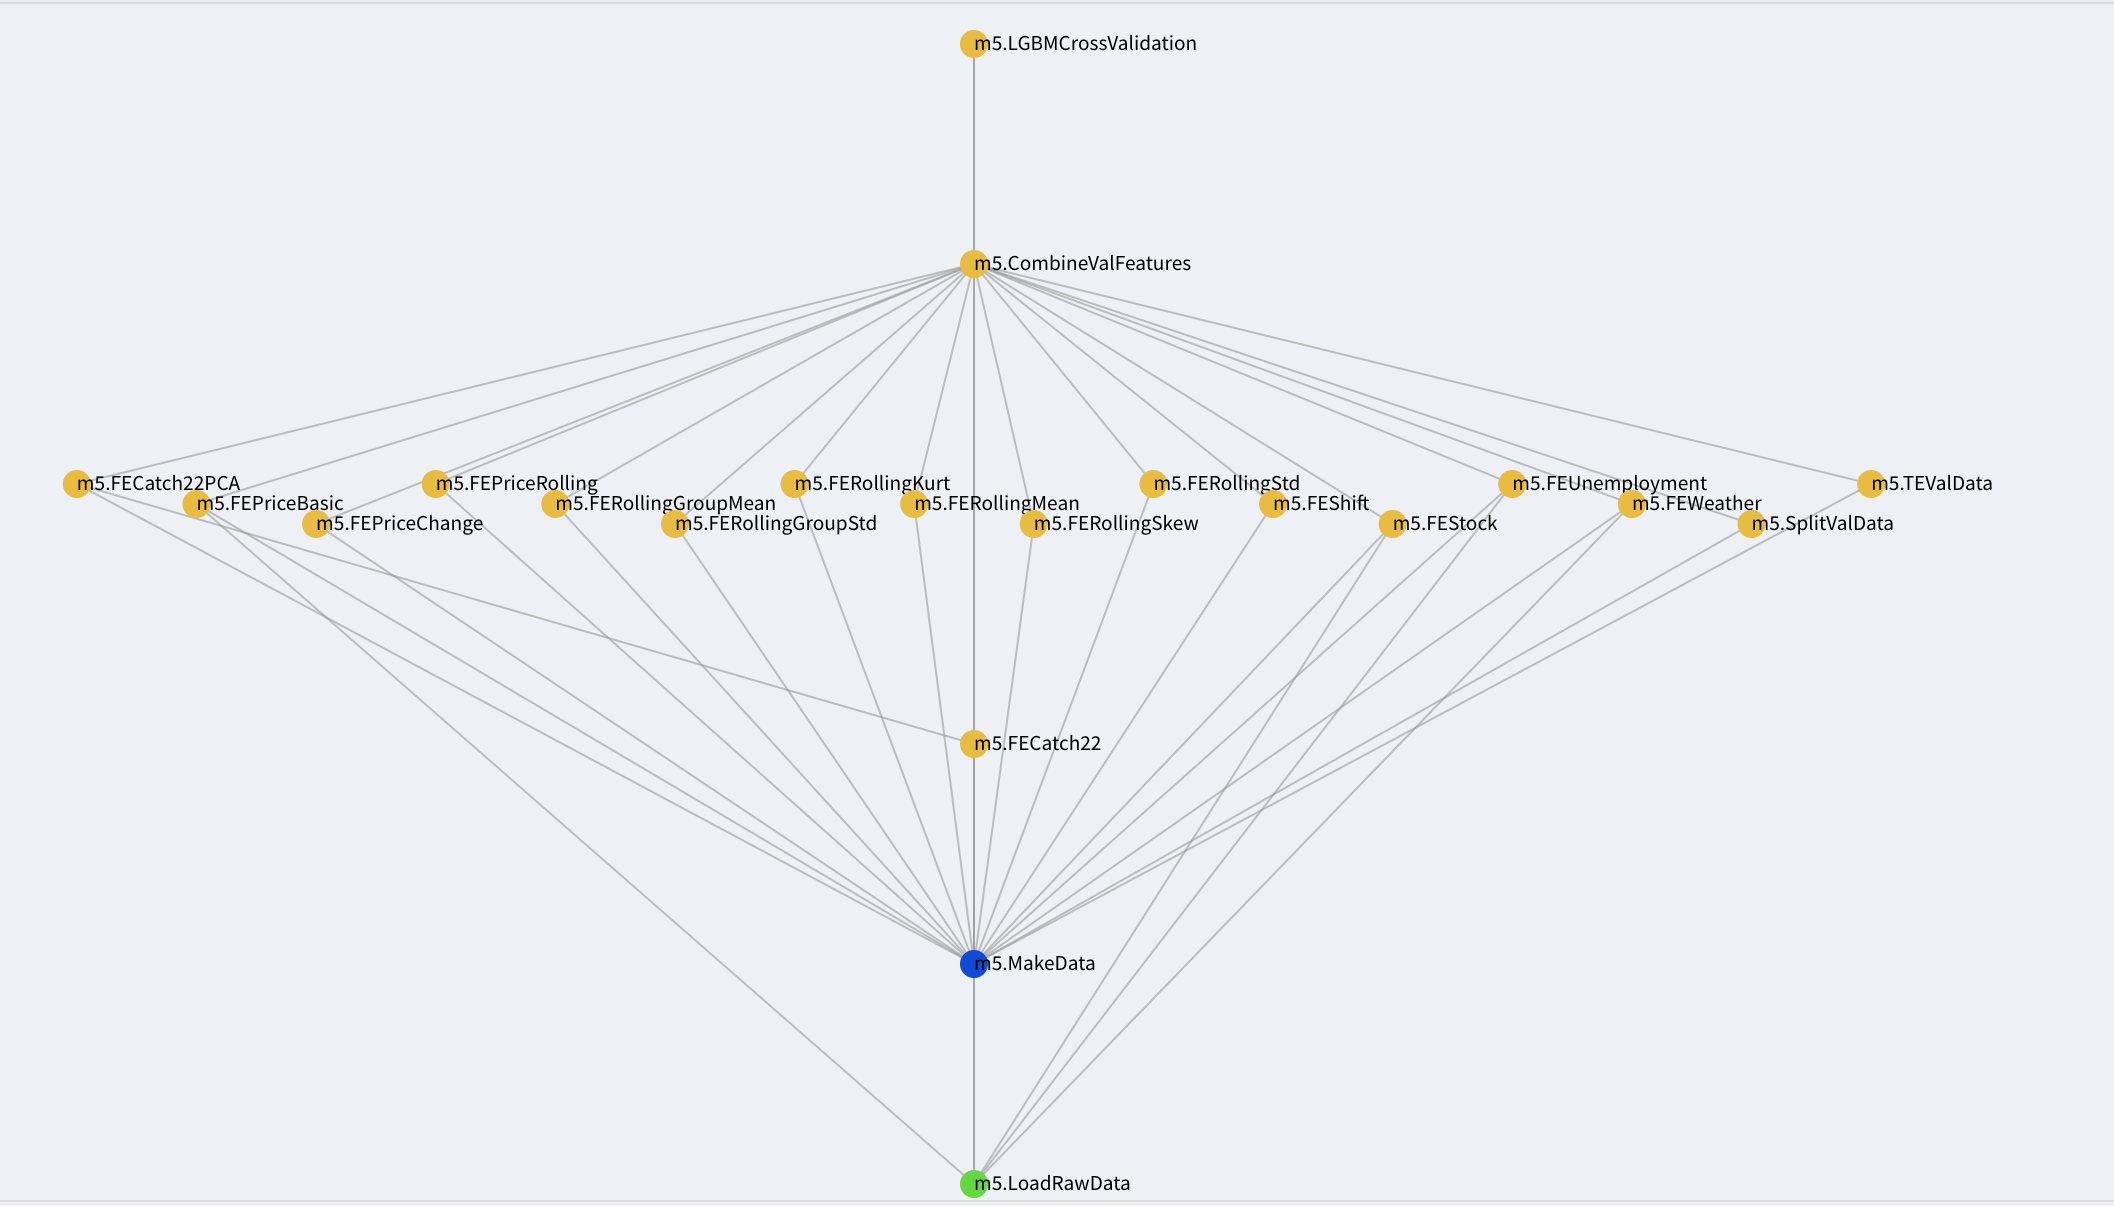 m5.LGBMCrossValidation
m5.CombineValFeatures
m5.FECatch22PCA
m5.FEPriceBasic
m5.FEPriceChange
m5.FEPriceRolling
m5.FERollingGroupMean
m5.FERollingGroupStd
m5.FERollingKurt
m5.FERollingMean
m5.FERollingSkew
m5.FERollingStd
m5.FEShift
m5.FEStock
m5.FEUnemployment
m5.FEWeather
m5.SplitValData
m5.TEValData
m5.FECatch22
m5.MakeData
m5.LoadRawData